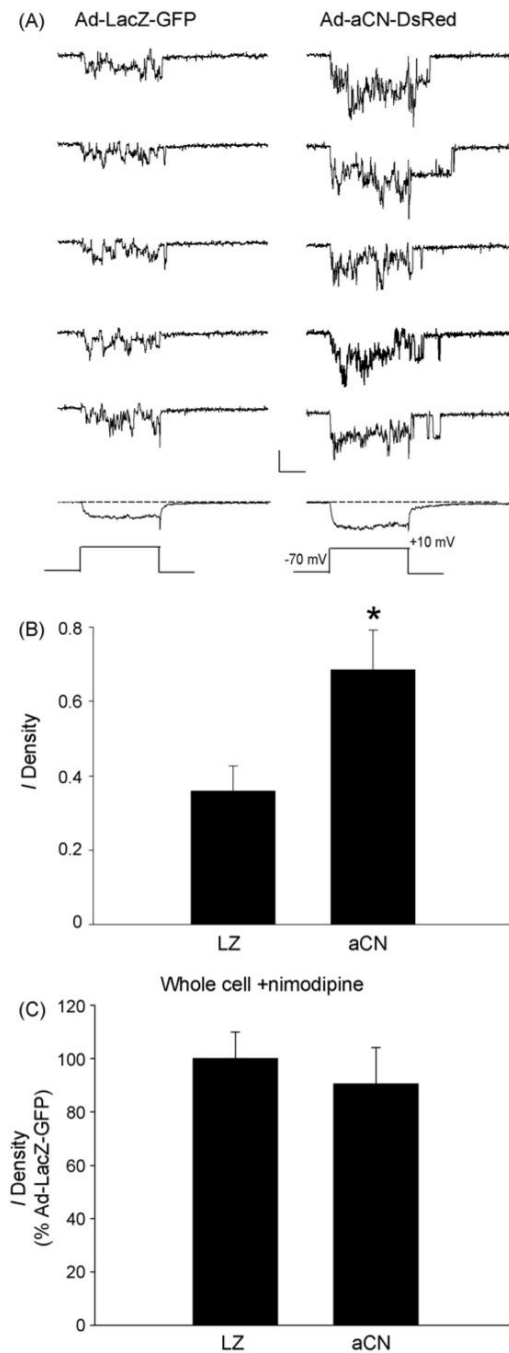 (A) Ad-LacZ-GFP Ad-aCN-DsRed
-70 mV +10 mV
(B)
0.8
0.6
0.4
0.2
0
I Density
*
LZ aCN
Whole cell +nimodipine
(C)
120
100
80
60
40
20
0
I Density
(% Ad-LacZ-GFP)
LZ aCN